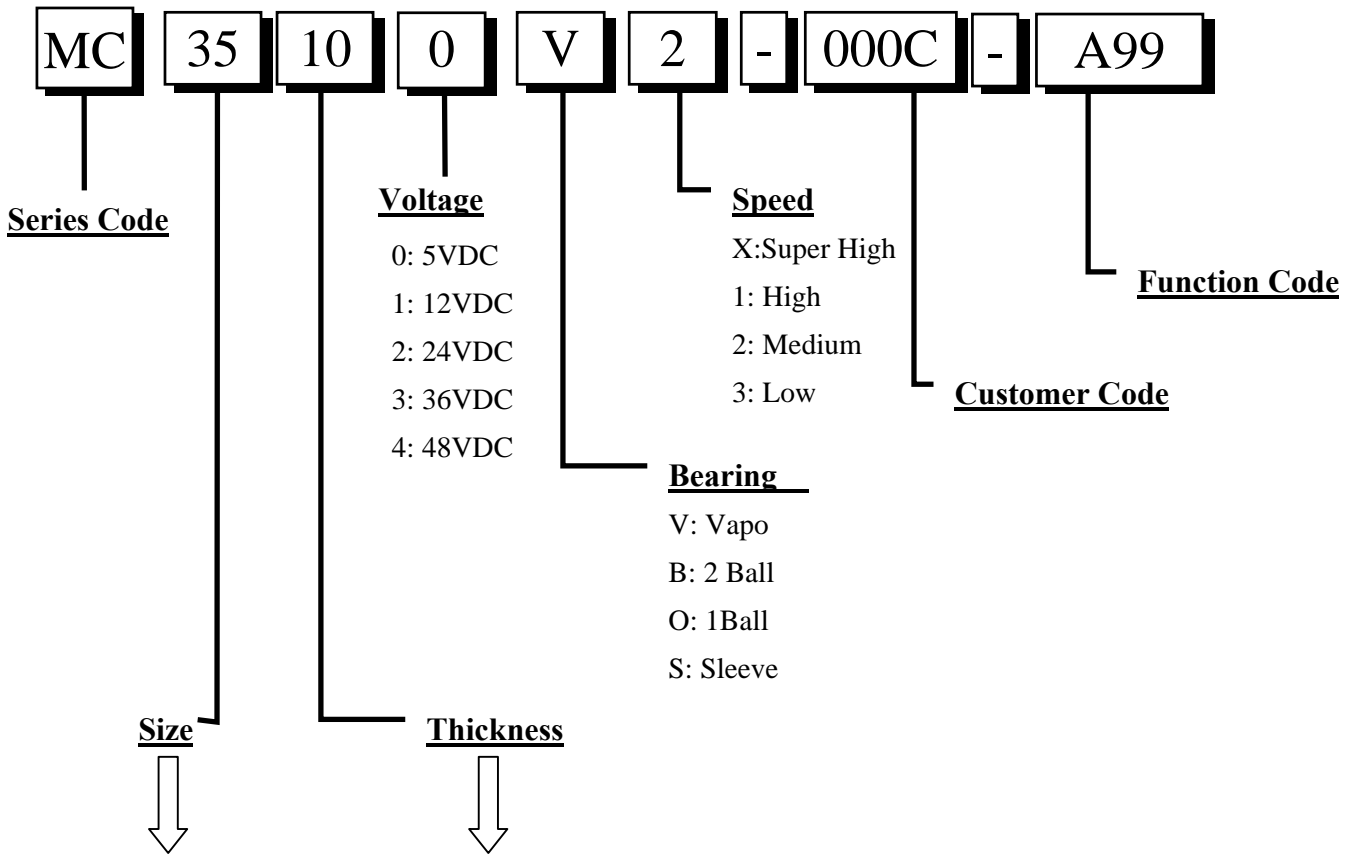 MC 35 10 0 V 2 - 000C - A99
Series Code
Voltage
0: 5VDC
1: 12VDC
2: 24VDC
3: 36VDC
4: 48VDC
Speed
X:Super High
1: High
2: Medium
3: Low
Function Code
Customer Code
Bearing
V: Vapo
B: 2 Ball
O: 1Ball
S: Sleeve
Size
Thickness